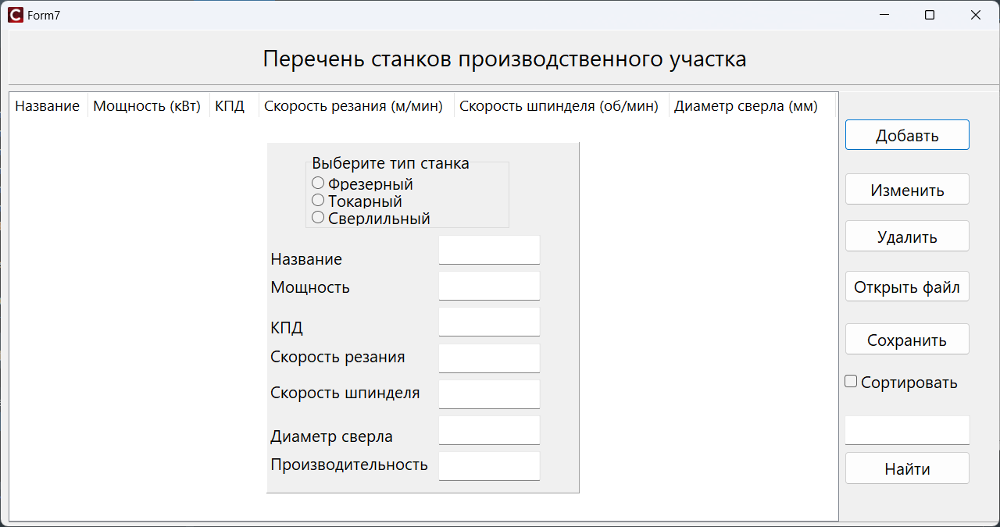 Form7
Перечень станков производственного участка
Название Мощность (кВт) КПД Скорость резания (м/мин) Скорость шпинделя (об/мин) Диаметр сверла (мм)
Выберите тип станка
Фрезерный
Токарный
Сверлильный
Название
Мощность
КПД
Скорость резания
Скорость шпинделя
Диаметр сверла
Производительность
Добавть
Изменить
Удалить
Открыть файл
Сохранить
Сортировать
Найти